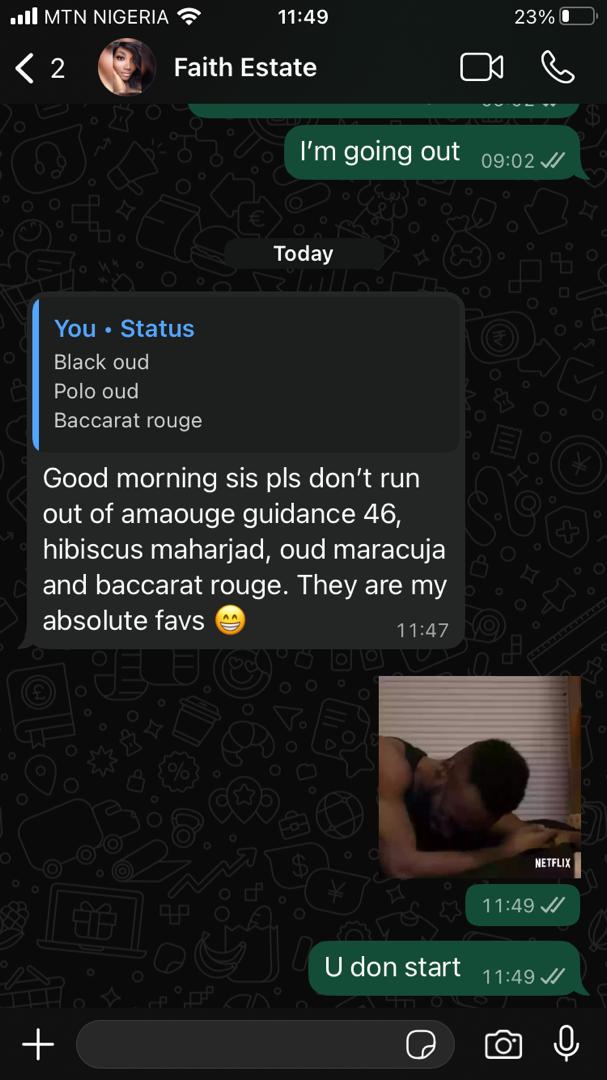 MTN NIGERIA 11:49 23%
2 Faith Estate
I’m going out 09:02
Today
You • Status
Black oud
Polo oud
Baccarat rouge
Good morning sis pls don’t run
out of amaouge guidance 46,
hibiscus maharjad, oud maracuja
and baccarat rouge. They are my
absolute favs 😁 11:47
NETFLIX
11:49
U don start 11:49